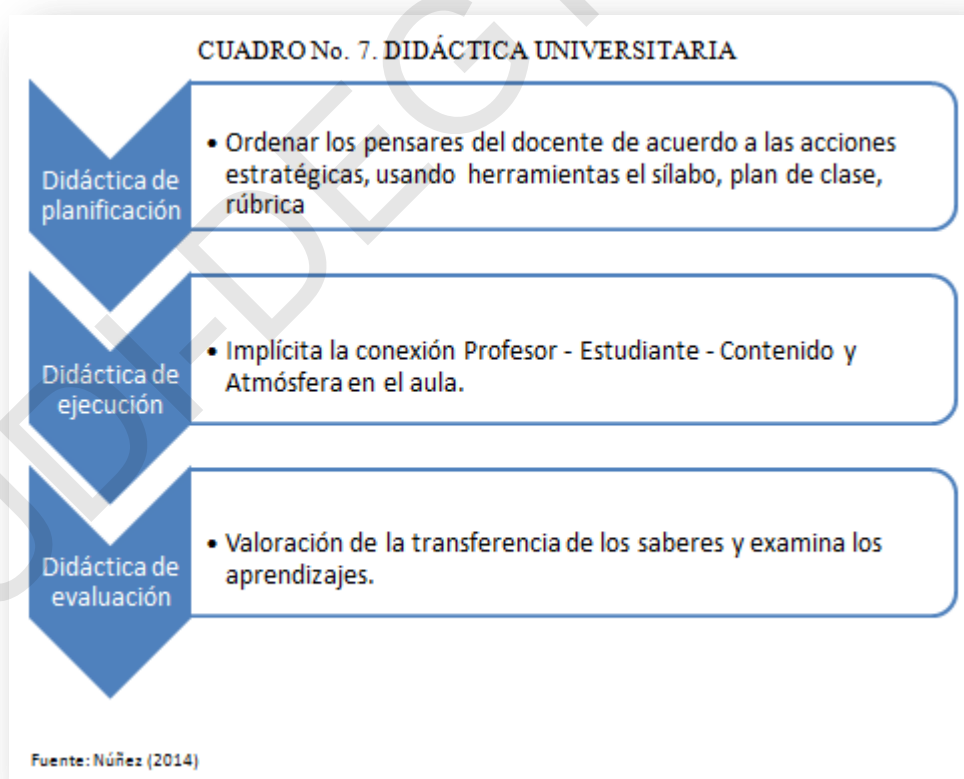 CUADRO No. 7. DIDÁCTICA UNIVERSITARIA
Didáctica de
planificación
• Ordenar los pensares del docente de acuerdo a las acciones
estratégicas, usando herramientas el sílabo, plan de clase,
rúbrica
Didáctica de
ejecución
• Implícita la conexión Profesor - Estudiante - Contenido y
Atmósfera en el aula.
Didáctica de
evaluación
• Valoración de la transferencia de los saberes y examina los
aprendizajes.
Fuente: Núñez (2014)